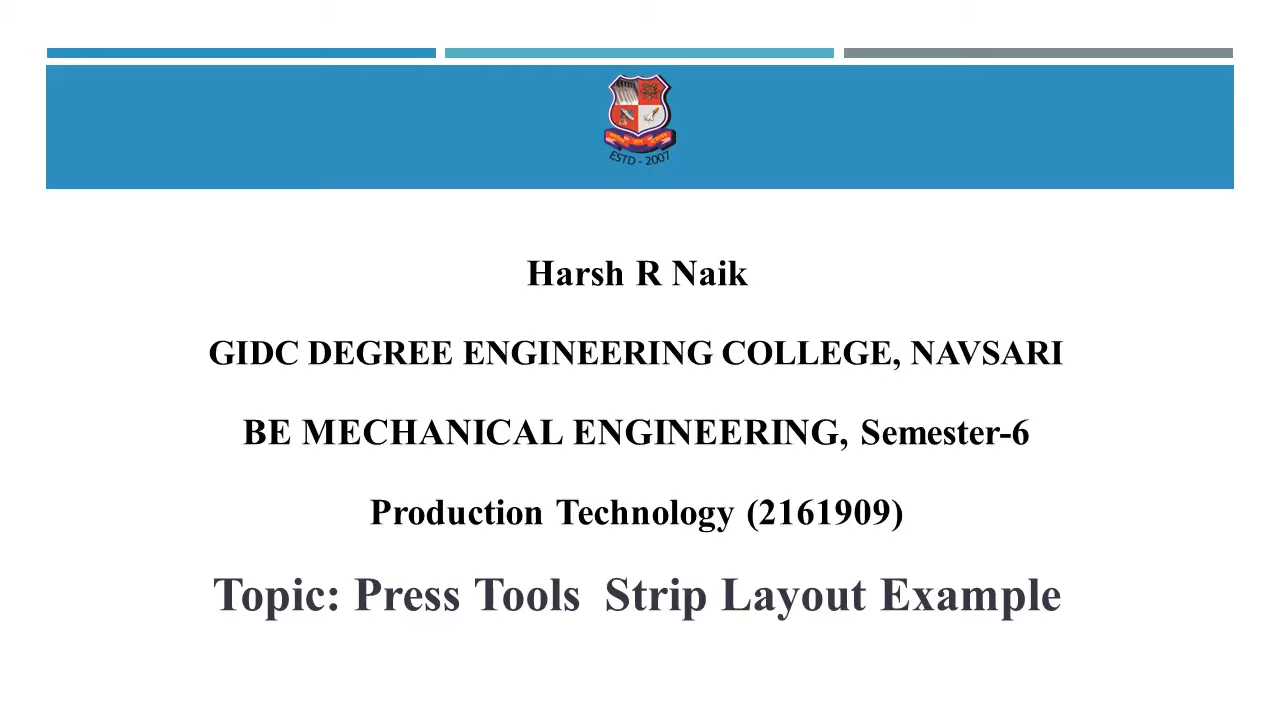 ESTD - 2007
Harsh R Naik
GIDC DEGREE ENGINEERING COLLEGE, NAVSARI
BE MECHANICAL ENGINEERING, Semester-6
Production Technology (2161909)
Topic: Press Tools Strip Layout Example